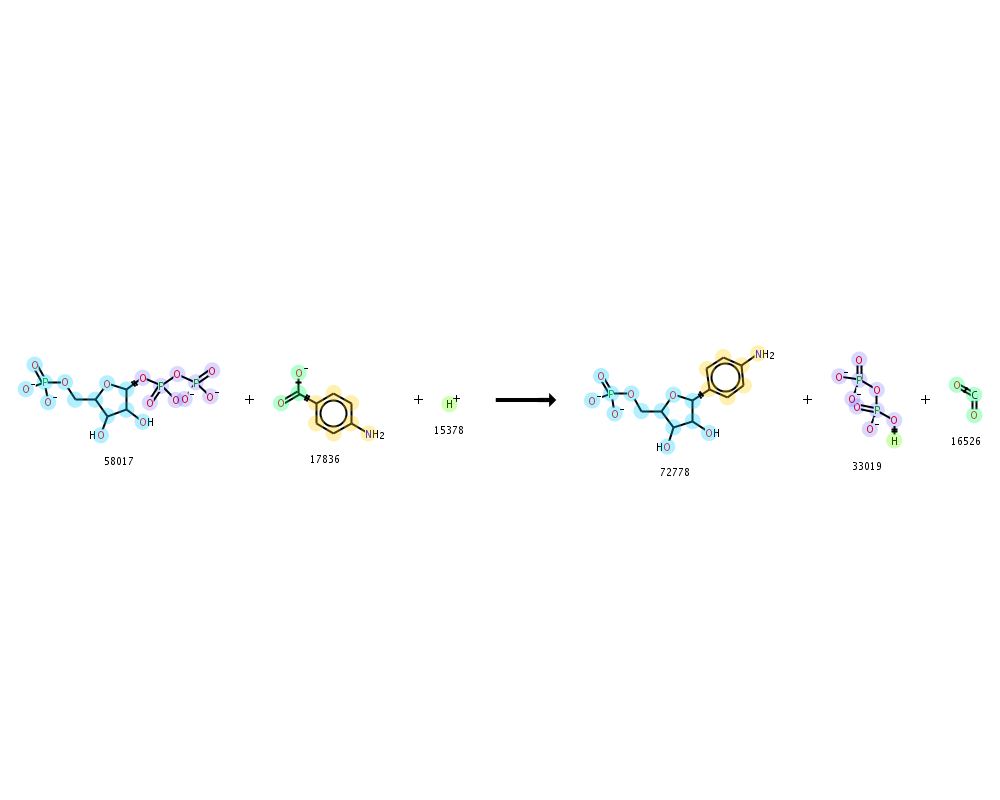 O O⁻ P O O⁻ O HO OH O P O O⁻ O P O O⁻ O⁻
58017
+
O⁻ O NH₂
17836
+
H⁺
15378
O O⁻ P O O⁻ O HO OH NH₂
72778
+
O O⁻ P O⁻ O O P O⁻ O H
33019
+
O C O
16526